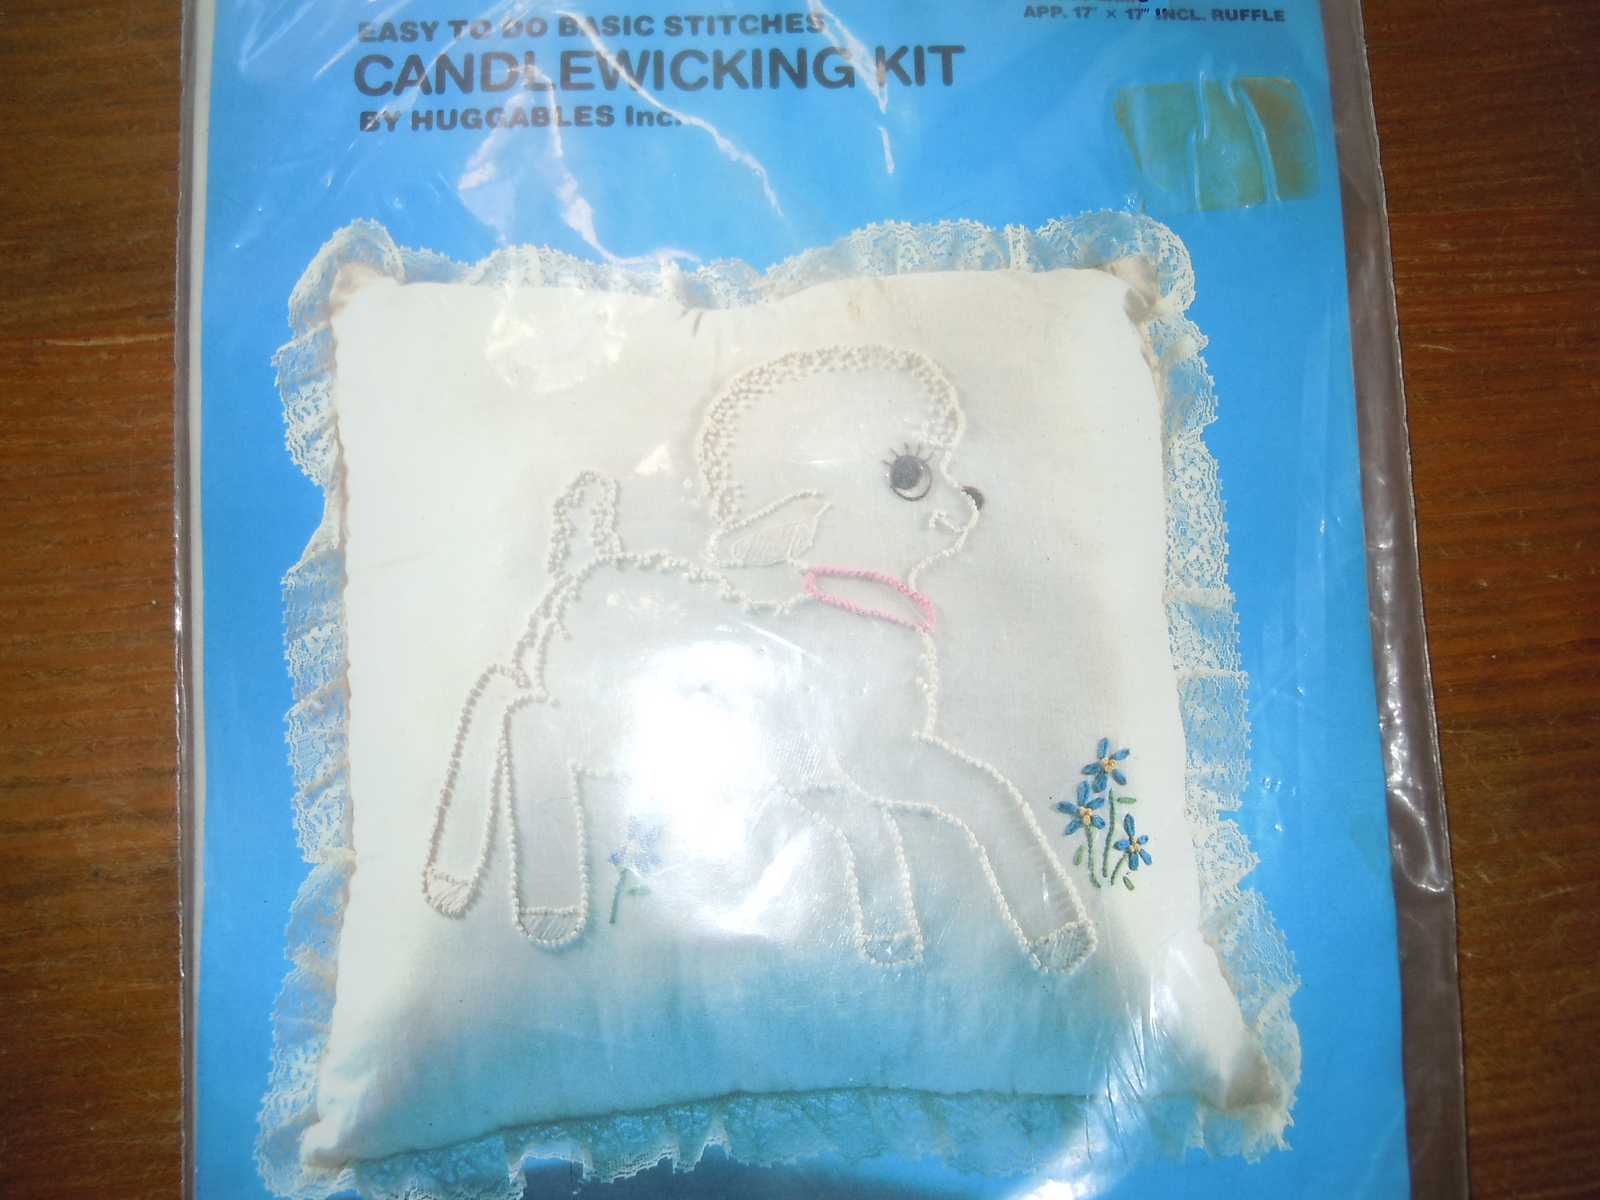 EASY TO DO BASIC STITCHES
CANDLEWICKING KIT
BY HUGGABLES Inc.
APP. 17" × 17" INCL. RUFFLE